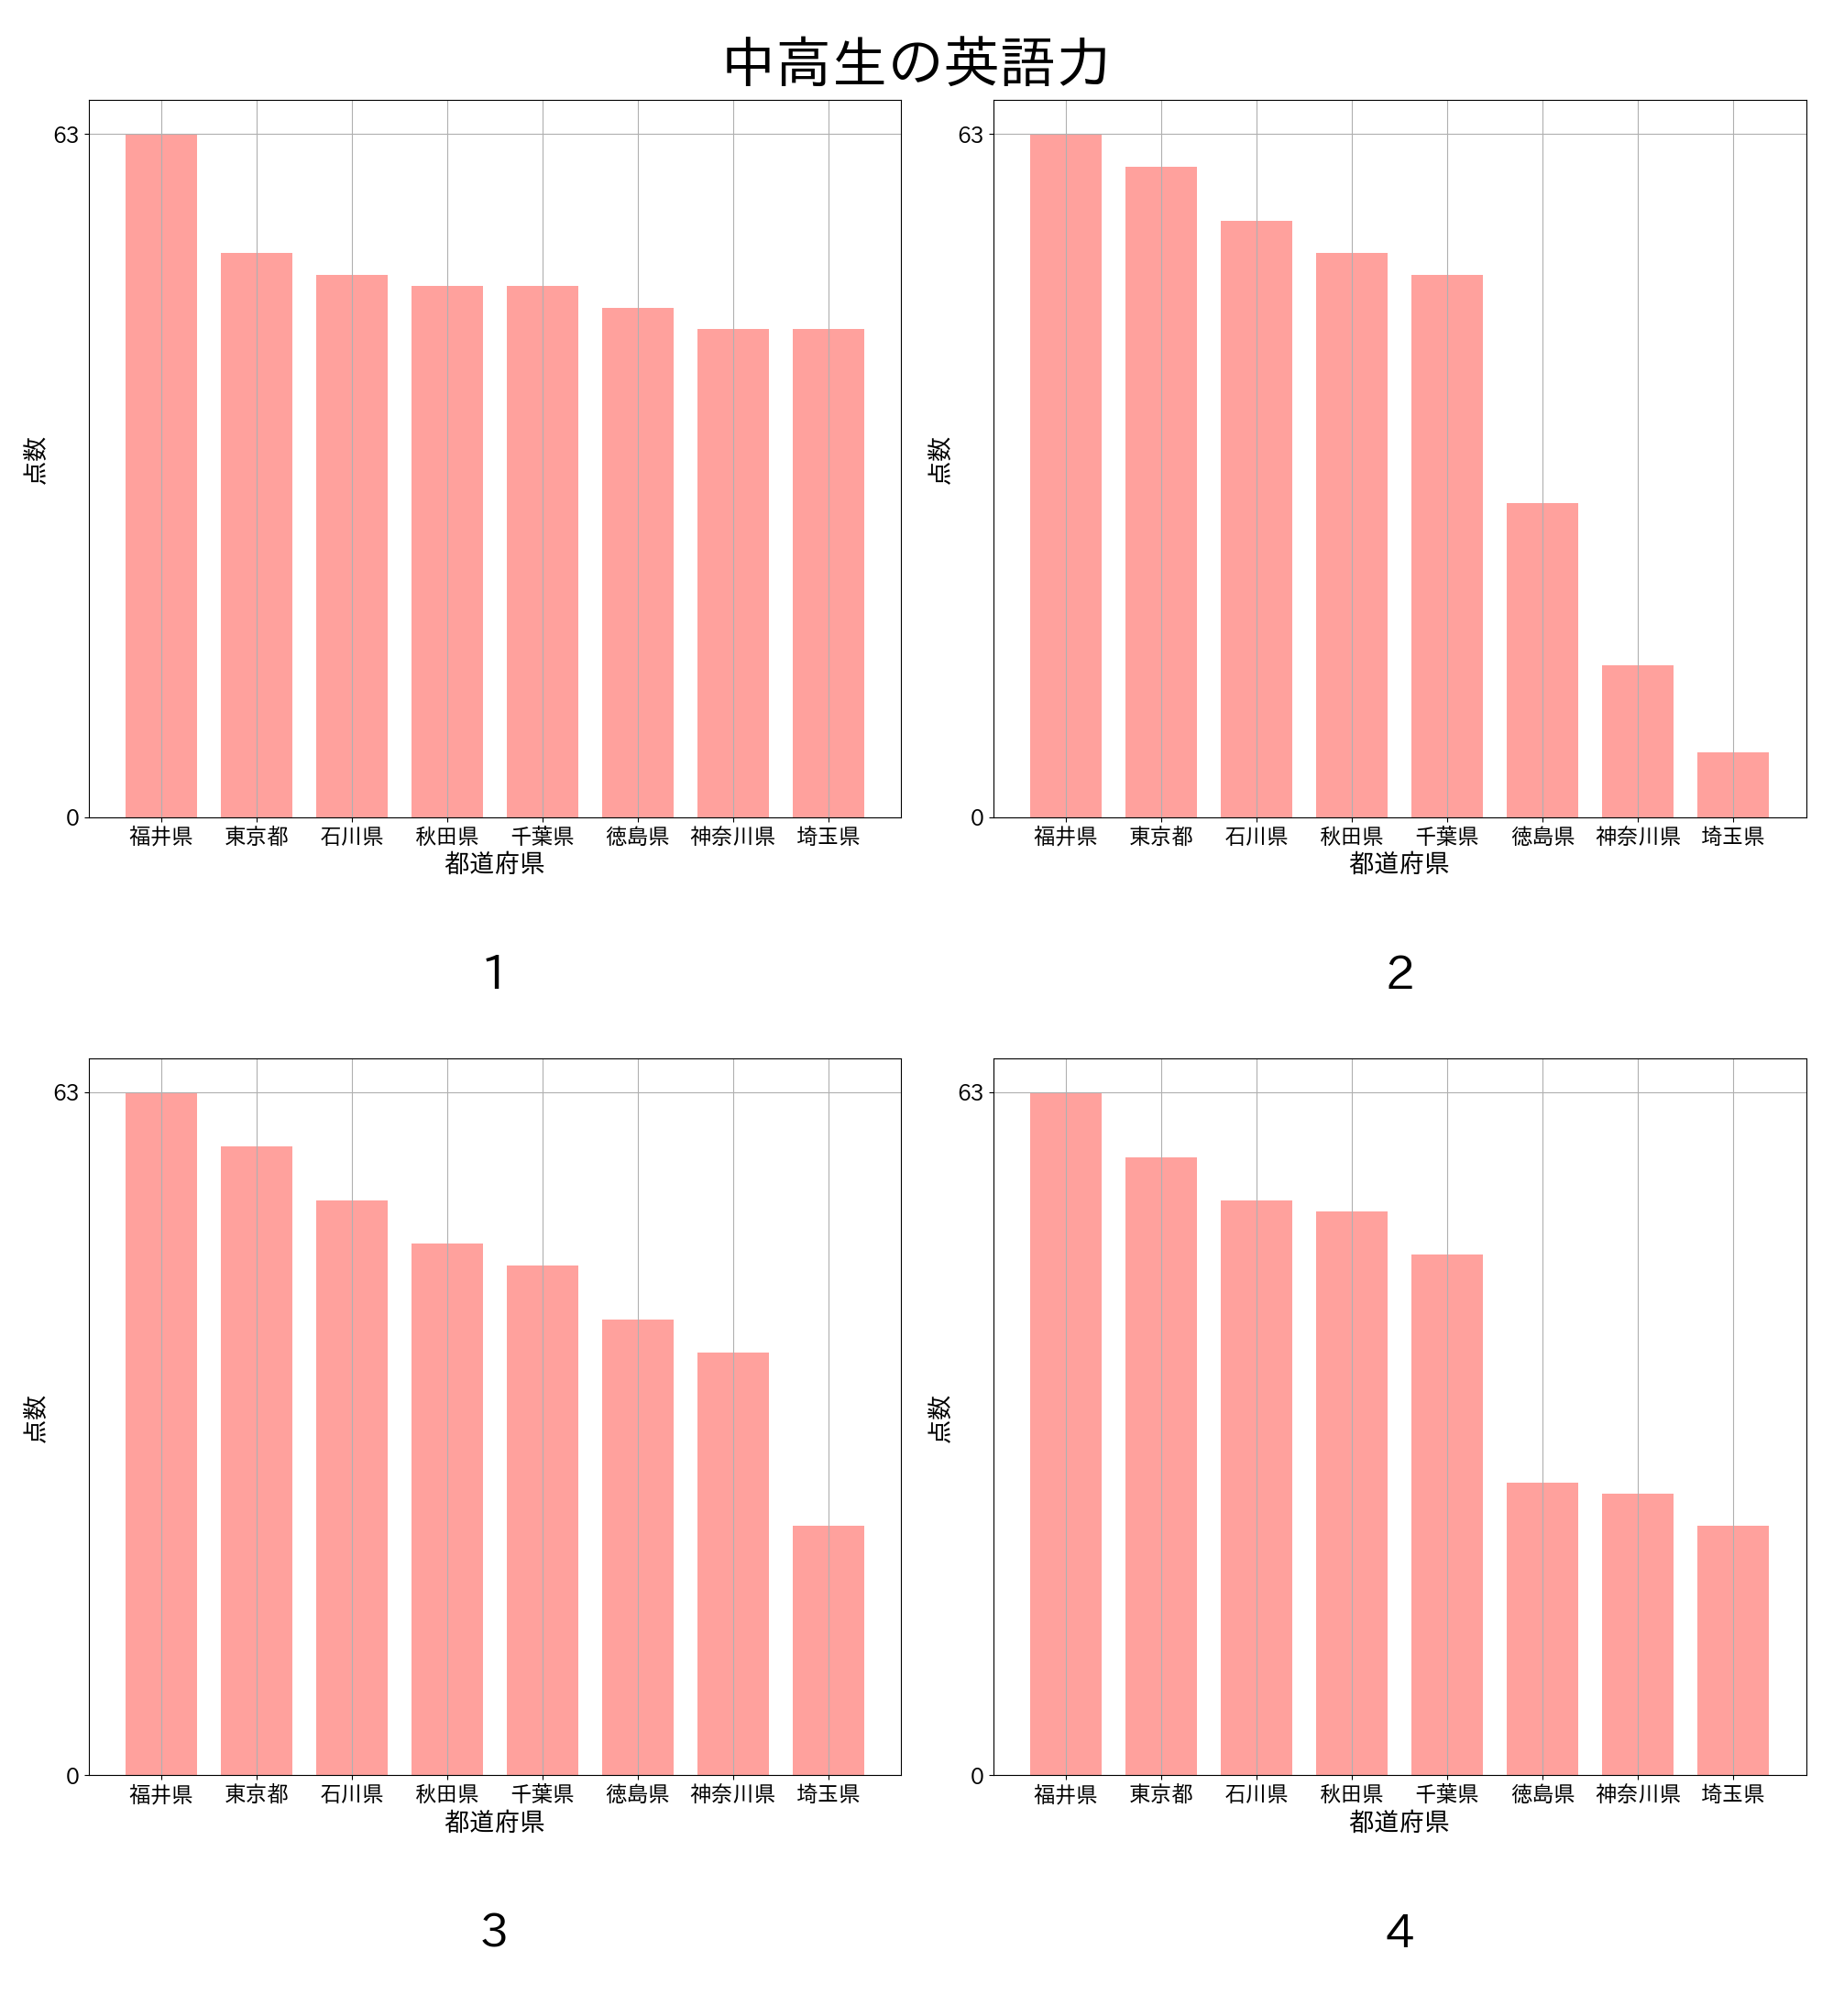 中高生の英語力
63
0
点数
福井県 東京都 石川県 秋田県 千葉県 徳島県 神奈川県 埼玉県
都道府県
1
63
0
点数
福井県 東京都 石川県 秋田県 千葉県 徳島県 神奈川県 埼玉県
都道府県
2
63
0
点数
福井県 東京都 石川県 秋田県 千葉県 徳島県 神奈川県 埼玉県
都道府県
3
63
0
点数
福井県 東京都 石川県 秋田県 千葉県 徳島県 神奈川県 埼玉県
都道府県
4